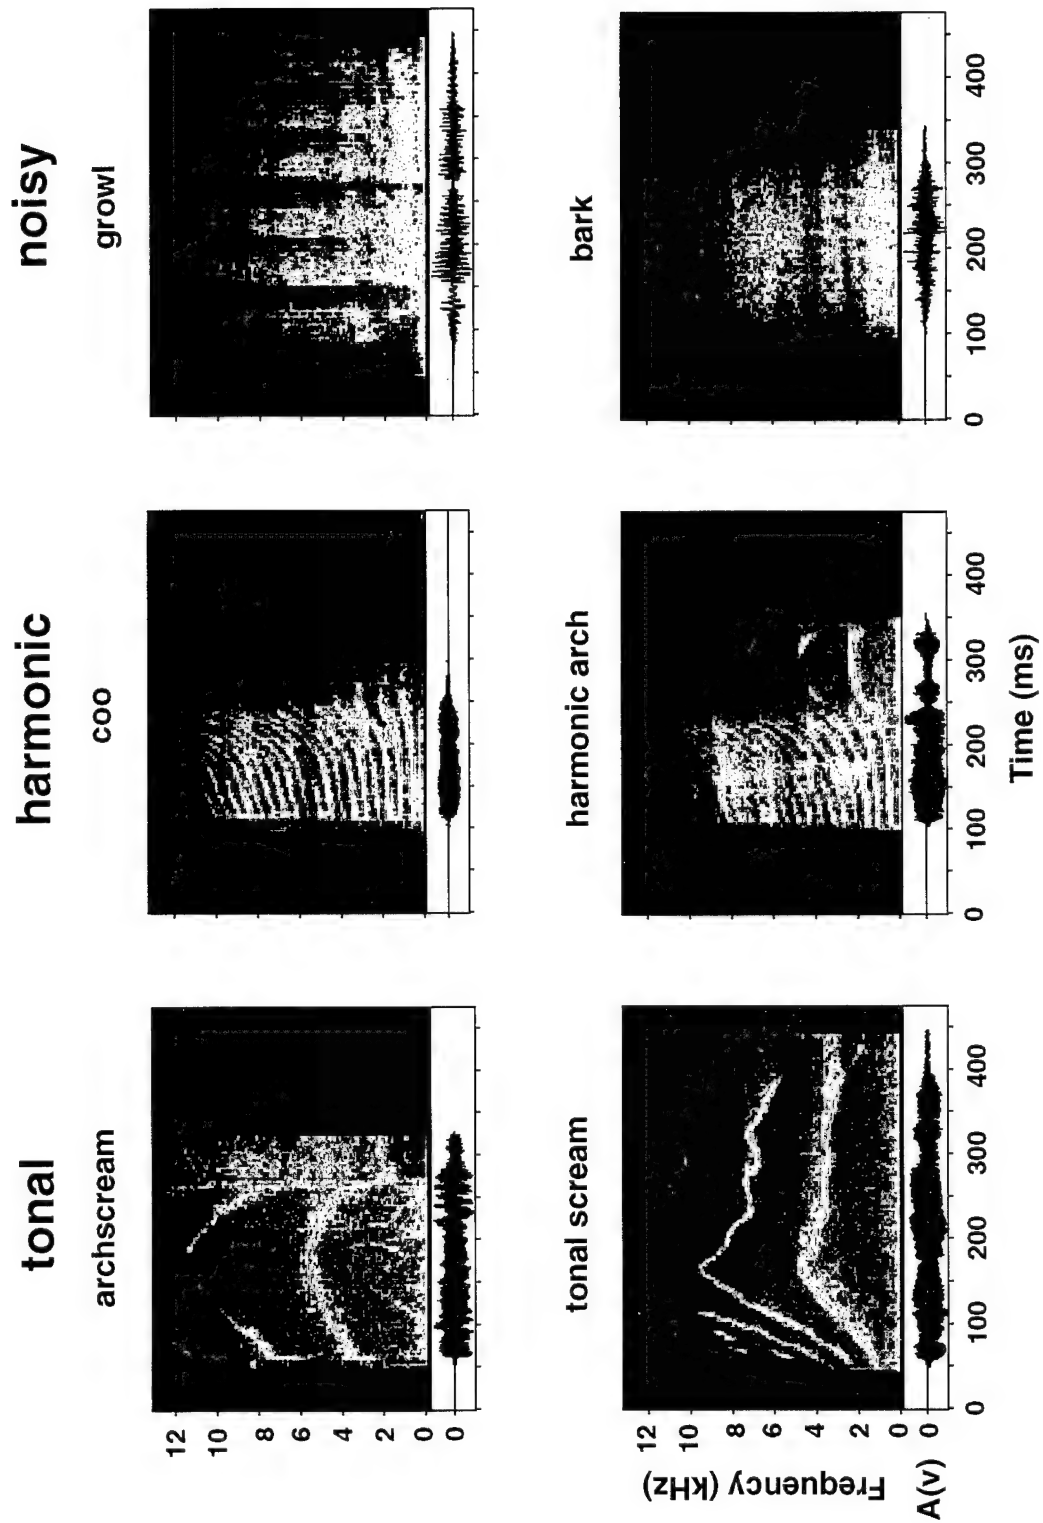 tonal harmonic noisy
archscream coo growl
12
10
8
6
4
2
0
0
tonal scream harmonic arch bark
Frequency (kHz)
12
10
8
6
4
2
0
A(v) 0
0 100 200 300 400 0 100 200 300 400 0 100 200 300 400
Time (ms)